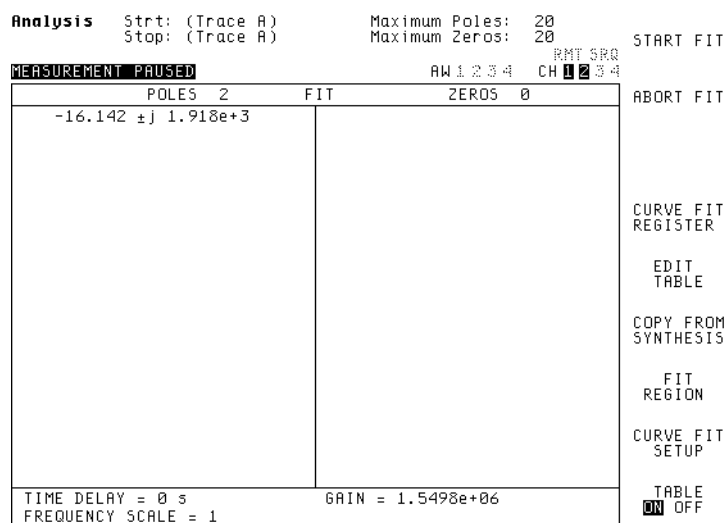 Analysis Strt: (Trace A) Maximum Poles: 20
Stop: (Trace A) Maximum Zeros: 20
RMT SRQ
MEASUREMENT PAUSED AW 1 2 3 4 CH 1 2 3 4
POLES 2 FIT ZEROS 0
-16.142 ±j 1.918e+3
TIME DELAY = 0 s GAIN = 1.5498e+06
FREQUENCY SCALE = 1
START FIT
ABORT FIT
CURVE FIT
REGISTER
EDIT
TABLE
COPY FROM
SYNTHESIS
FIT
REGION
CURVE FIT
SETUP
TABLE
ON OFF